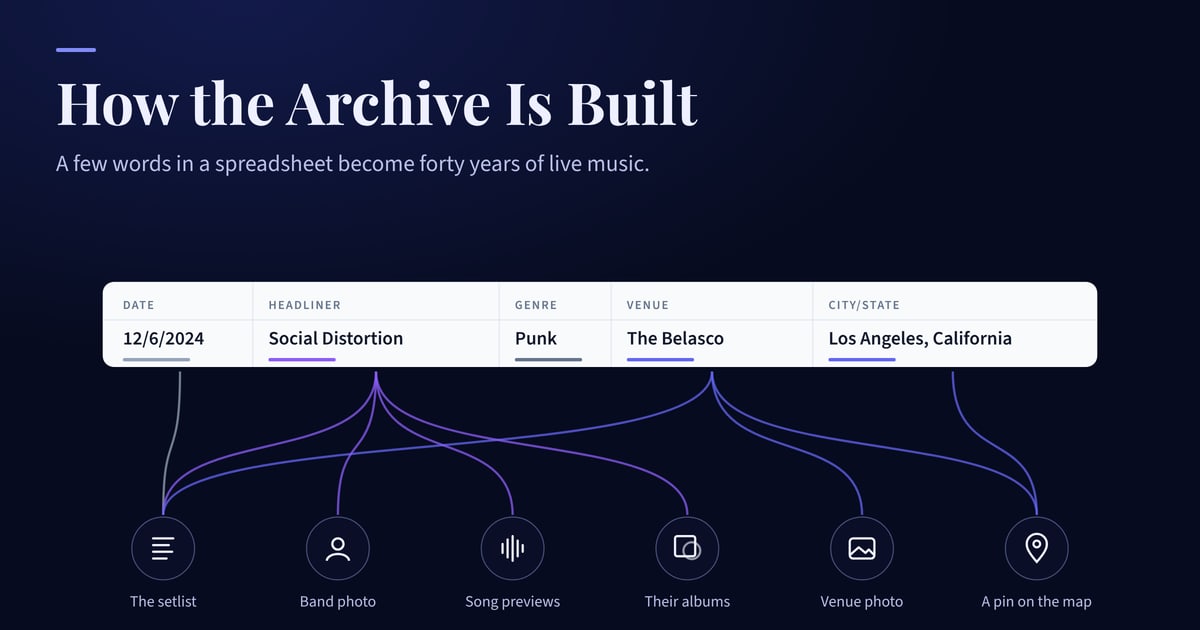 How the Archive Is Built
A few words in a spreadsheet become forty years of live music.
DATE HEADLINER GENRE VENUE CITY/STATE
12/6/2024 Social Distortion Punk The Belasco Los Angeles, California
The setlist Band photo Song previews Their albums Venue photo A pin on the map